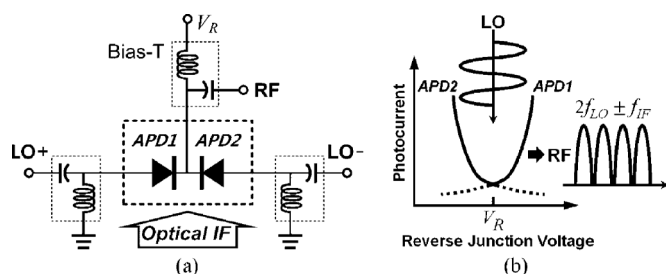 V_R
Bias-T
RF
APD1 APD2
LO+ LO−
Optical IF
(a)
LO
APD2 APD1
2f_LO ± f_IF
Photocurrent
RF
V_R
Reverse Junction Voltage
(b)